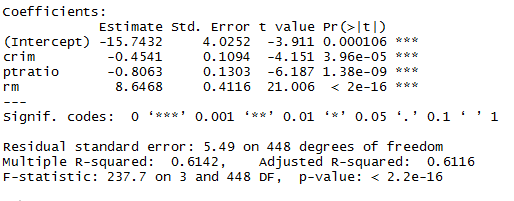 Coefficients:
            Estimate Std. Error t value Pr(>|t|)
(Intercept) -15.7432     4.0252  -3.911 0.000106 ***
crim         -0.4541     0.1094  -4.151 3.96e-05 ***
ptratio      -0.8063     0.1303  -6.187 1.38e-09 ***
rm            8.6468     0.4116  21.006  < 2e-16 ***
---
Signif. codes:  0 ‘***’ 0.001 ‘**’ 0.01 ‘*’ 0.05 ‘.’ 0.1 ‘ ’ 1
Residual standard error: 5.49 on 448 degrees of freedom
Multiple R-squared:  0.6142,    Adjusted R-squared:  0.6116
F-statistic: 237.7 on 3 and 448 DF,  p-value: < 2.2e-16